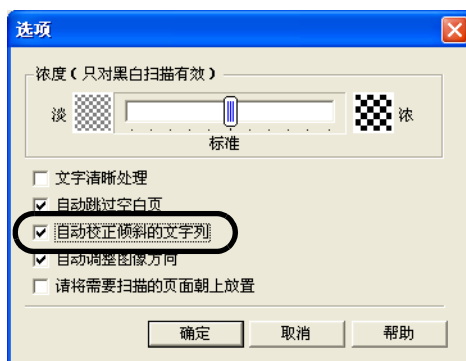 选项
浓度(只对黑白扫描有效)
淡
浓
标准
文字清晰处理
自动跳过空白页
自动校正倾斜的文字列
自动调整图像方向
请将需要扫描的页面朝上放置
确定
取消
帮助